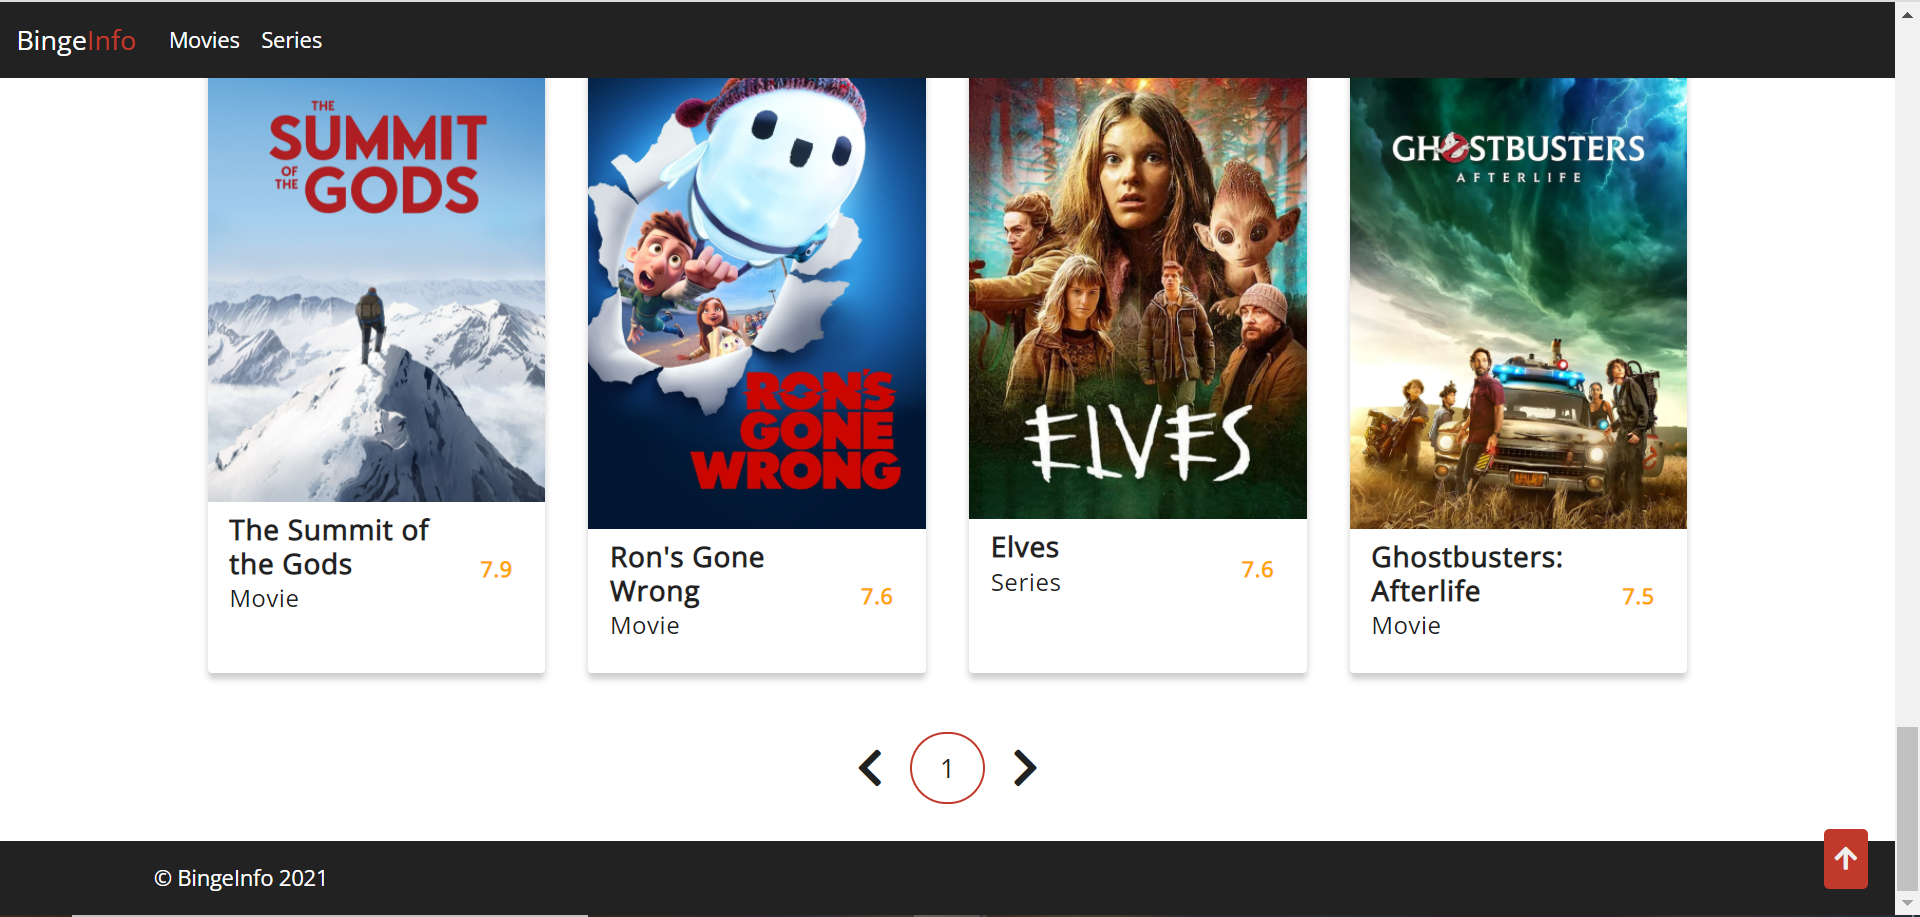 BingeInfo Movies Series
THE
SUMMIT
OF THE GODS
RON'S
GONE
WRONG
ELVES
GHOSTBUSTERS
AFTERLIFE
The Summit of
the Gods
7.9
Movie
Ron's Gone
Wrong
7.6
Movie
Elves
7.6
Series
Ghostbusters:
Afterlife
7.5
Movie
1
© BingeInfo 2021